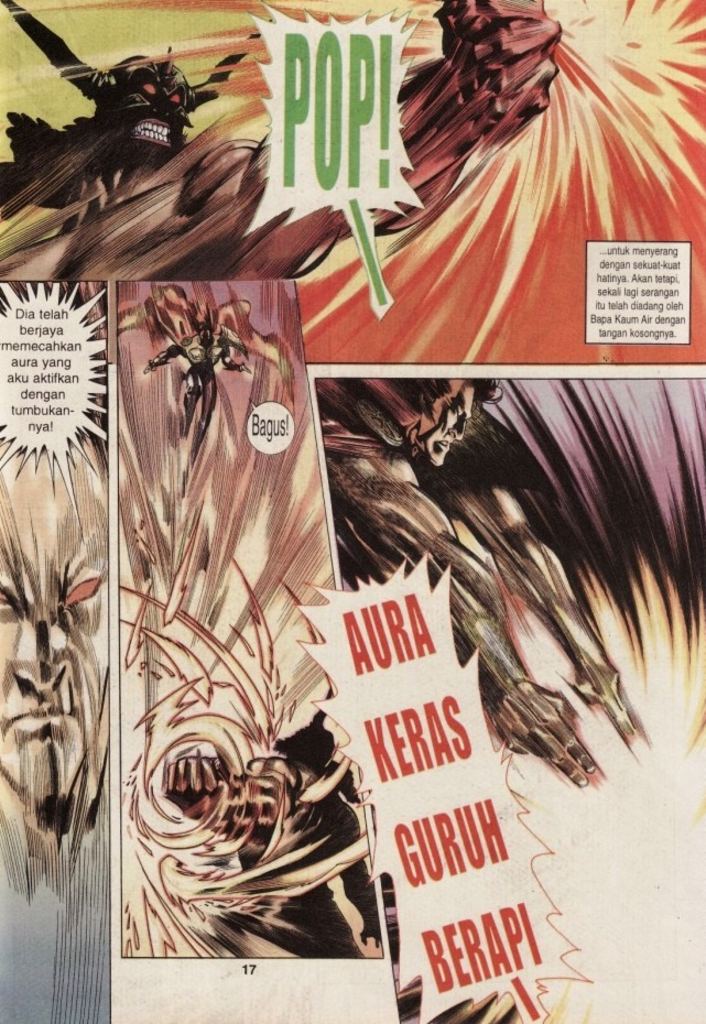 POP!
...untuk menyerang
dengan sekuat-kuat
hatinya. Akan tetapi,
sekali lagi serangan
itu telah diadang oleh
Bapa Kaum Air dengan
tangan kosongnya.
Dia telah
berjaya
memecahkan
aura yang
aku aktifkan
dengan
tumbukan-
nya!
Bagus!
AURA
KERAS
GURUH
BERAPI
17